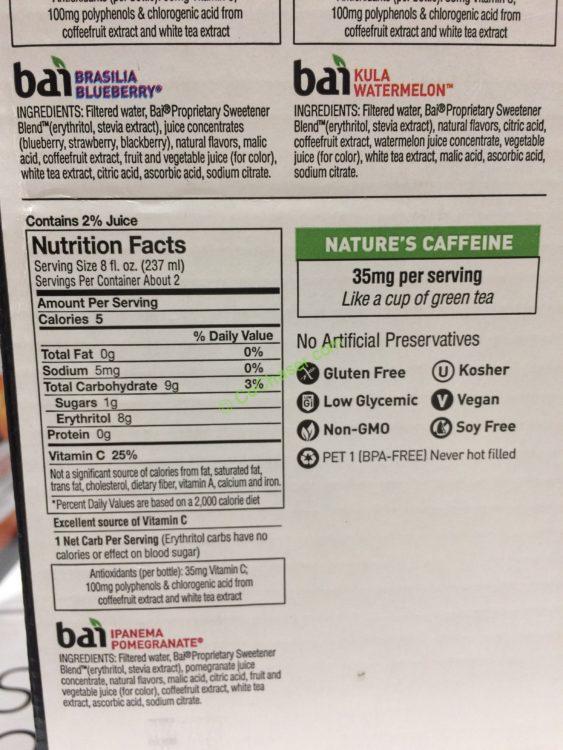 100mg polyphenols & chlorogenic acid from
coffeefruit extract and white tea extract
100mg polyphenols & chlorogenic acid from
coffeefruit extract and white tea extract
bai BRASILIA
BLUEBERRY®
INGREDIENTS: Filtered water, Bai® Proprietary Sweetener
Blend™(erythritol, stevia extract), juice concentrates
(blueberry, strawberry, blackberry), natural flavors, malic
acid, coffeefruit extract, fruit and vegetable juice (for color),
white tea extract, citric acid, ascorbic acid, sodium citrate.
bai KULA
WATERMELON™
INGREDIENTS: Filtered water, Bai® Proprietary Sweetener
Blend™(erythritol, stevia extract), natural flavors, citric acid,
coffeefruit extract, watermelon juice concentrate, vegetable
juice (for color), white tea extract, malic acid, ascorbic acid,
sodium citrate.
Contains 2% Juice
Nutrition Facts
Serving Size 8 fl. oz. (237 ml)
Servings Per Container About 2
Amount Per Serving
Calories 5
% Daily Value
Total Fat 0g 0%
Sodium 5mg 0%
Total Carbohydrate 9g 3%
Sugars 1g
Erythritol 8g
Protein 0g
Vitamin C 25%
Not a significant source of calories from fat, saturated fat,
trans fat, cholesterol, dietary fiber, vitamin A, calcium and iron.
*Percent Daily Values are based on a 2,000 calorie diet
Excellent source of Vitamin C
1 Net Carb Per Serving (Erythritol carbs have no
calories or effect on blood sugar)
Antioxidants (per bottle): 35mg Vitamin C;
100mg polyphenols & chlorogenic acid from
coffeefruit extract and white tea extract
bai IPANEMA
POMEGRANATE®
INGREDIENTS: Filtered water, Bai® Proprietary Sweetener
Blend™(erythritol, stevia extract), pomegranate juice
concentrate, natural flavors, malic acid, citric acid, fruit and
vegetable juice (for color), coffeefruit extract, white tea
extract, ascorbic acid, sodium citrate.
NATURE'S CAFFEINE
35mg per serving
Like a cup of green tea
No Artificial Preservatives
Gluten Free
U Kosher
GI Low Glycemic
V Vegan
Non-GMO
Soy Free
PET 1 (BPA-FREE) Never hot filled